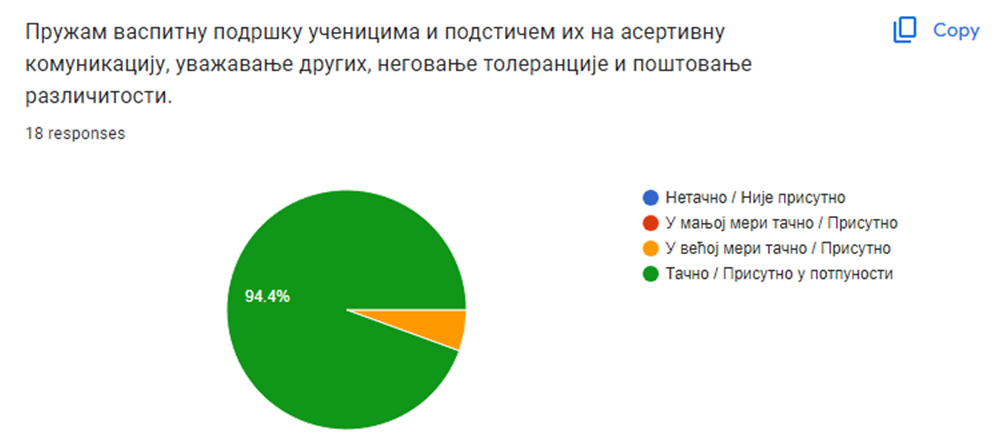 Пружам васпитну подршку ученицима и подстичем их на асертивну
комуникацију, уважавање других, неговање толеранције и поштовање
различитости.
Copy
18 responses
94.4%
Нетачно / Није присутно
У мањој мери тачно / Присутно
У већој мери тачно / Присутно
Тачно / Присутно у потпуности